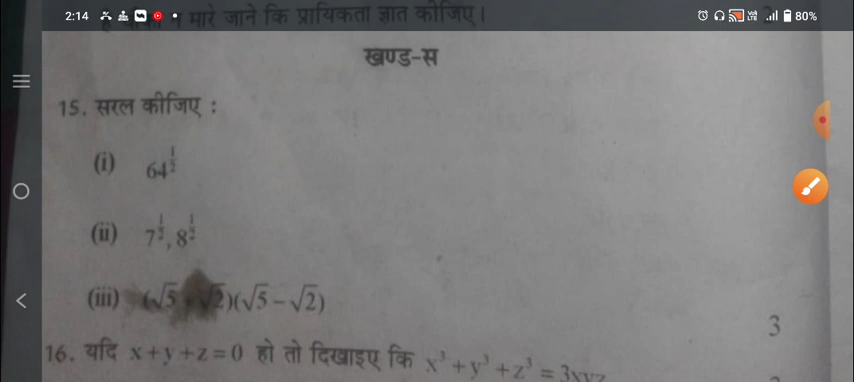 2:14 80%
मारे जाने कि प्रायिकता ज्ञात कीजिए।
खण्ड-स
15. सरल कीजिए :
(i) 64^{1/2}
(ii) 7^{1/2}, 8^{1/2}
(iii) (√5 √2)(√5 − √2)
3
16. यदि x + y + z = 0 हो तो दिखाइए कि x³ + y³ + z³ = 3xyz